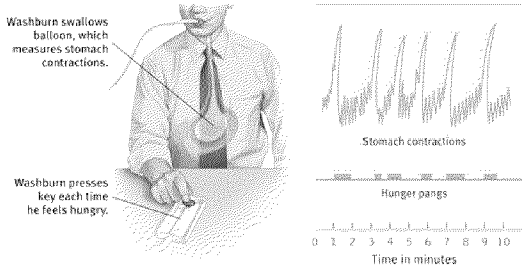 Washburn swallows
balloon, which
measures stomach
contractions.
Washburn presses
key each time
he feels hungry.
Stomach contractions
Hunger pangs
0 1 2 3 4 5 6 7 8 9 10
Time in minutes